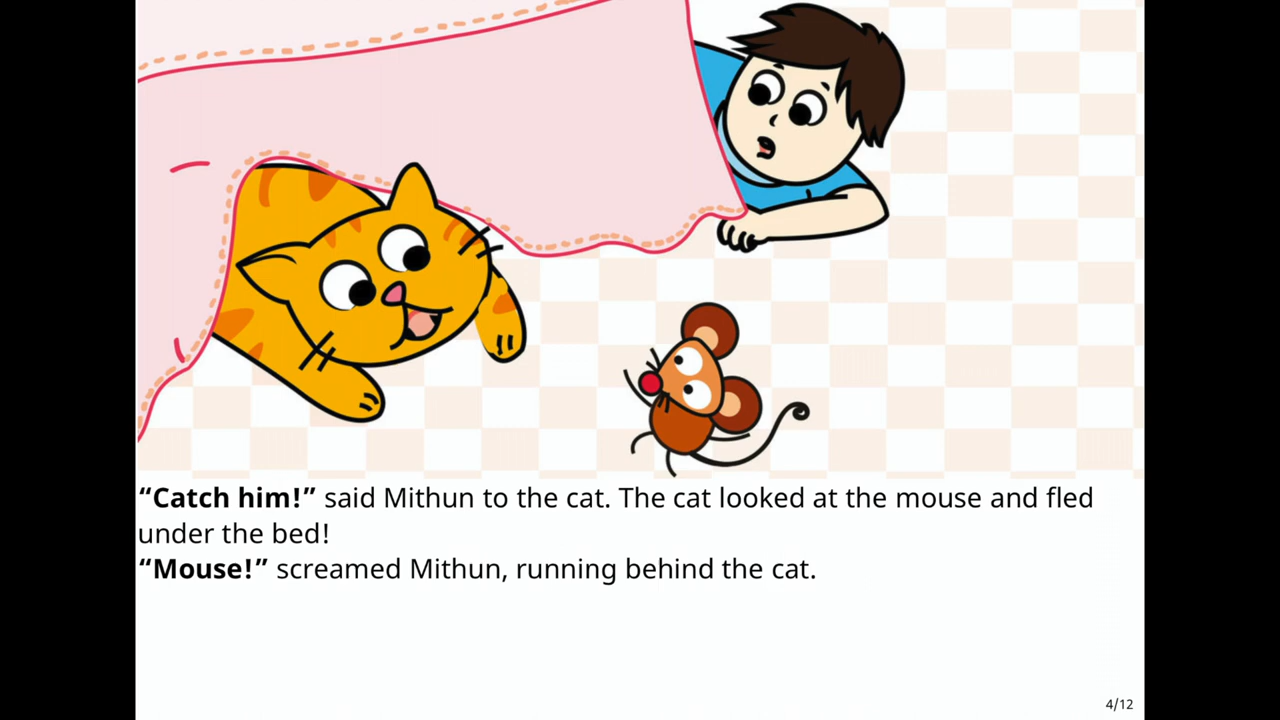 “Catch him!” said Mithun to the cat. The cat looked at the mouse and fled
under the bed!
“Mouse!” screamed Mithun, running behind the cat.
4/12